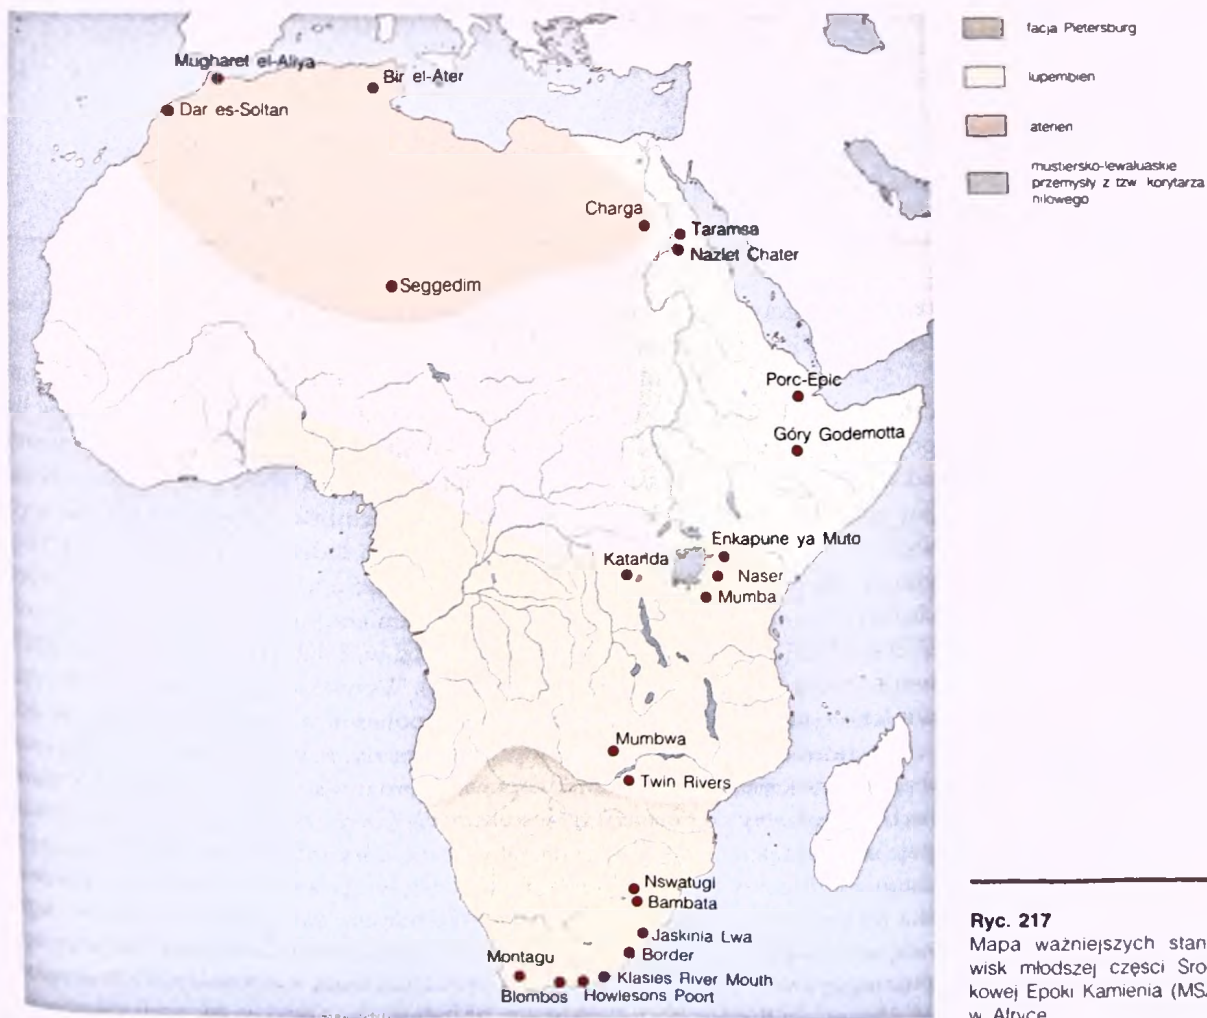 facja Pietersburg
lupembien
aterien
mustiersko-lewaluaskie
przemysły z tzw korytarza
nilowego
Mugharet el-Aliya
Bir el-Ater
Dar es-Soltan
Charga
Taramsa
Nazlet Chater
Seggedim
Porc-Epic
Góry Godemotta
Enkapune ya Muto
Katanda
Naser
Mumba
Mumbwa
Twin Rivers
Nswatugi
Bambata
Jaskinia Lwa
Border
Montagu
Klasies River Mouth
Blombos
Howiesons Poort
Ryc. 217
Mapa ważniejszych stan
wisk młodszej części Środ
kowej Epoki Kamienia (MSA
w Afryce